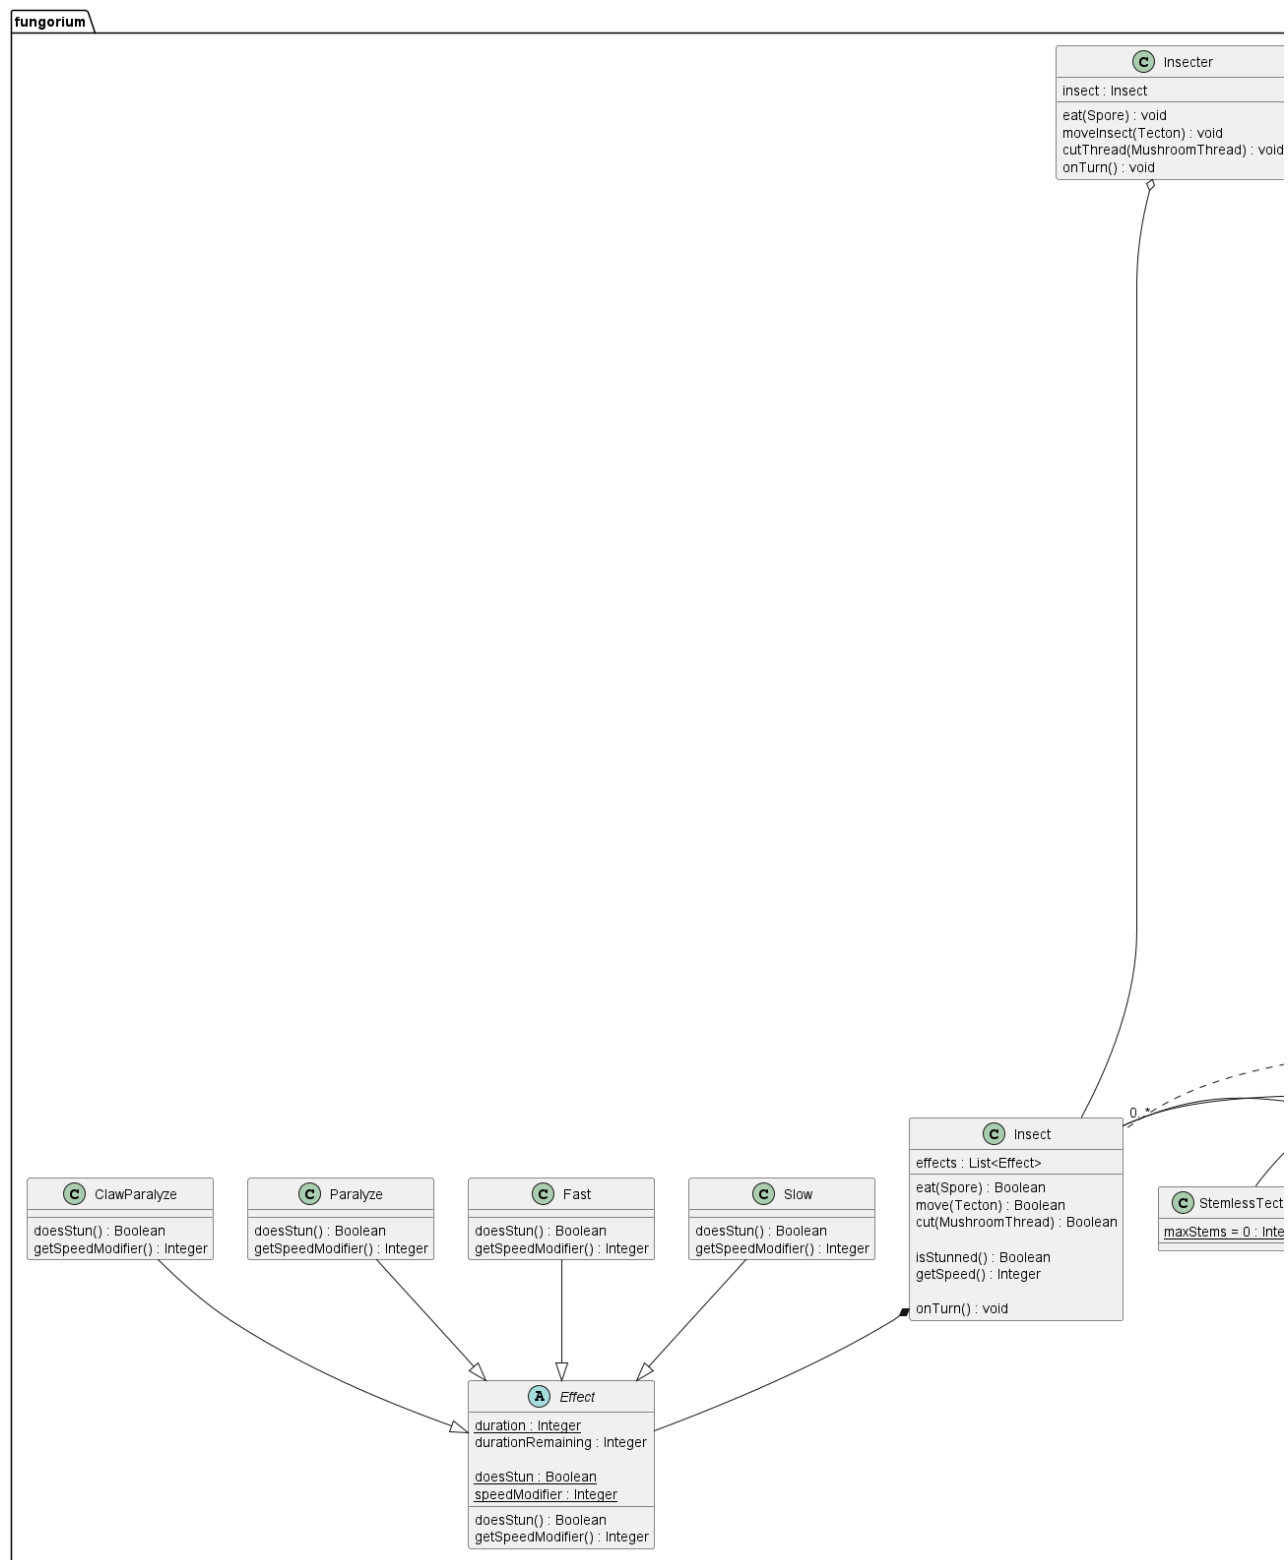 fungorium
C Insecter
insect : Insect
eat(Spore) : void
moveInsect(Tecton) : void
cutThread(MushroomThread) : void
onTurn() : void
0..*
C Insect
effects : List<Effect>
eat(Spore) : Boolean
move(Tecton) : Boolean
cut(MushroomThread) : Boolean
isStunned() : Boolean
getSpeed() : Integer
onTurn() : void
C StemlessTect
maxStems = 0 : Inte
C ClawParalyze
doesStun() : Boolean
getSpeedModifier() : Integer
C Paralyze
doesStun() : Boolean
getSpeedModifier() : Integer
C Fast
doesStun() : Boolean
getSpeedModifier() : Integer
C Slow
doesStun() : Boolean
getSpeedModifier() : Integer
A Effect
duration : Integer
durationRemaining : Integer
doesStun : Boolean
speedModifier : Integer
doesStun() : Boolean
getSpeedModifier() : Integer